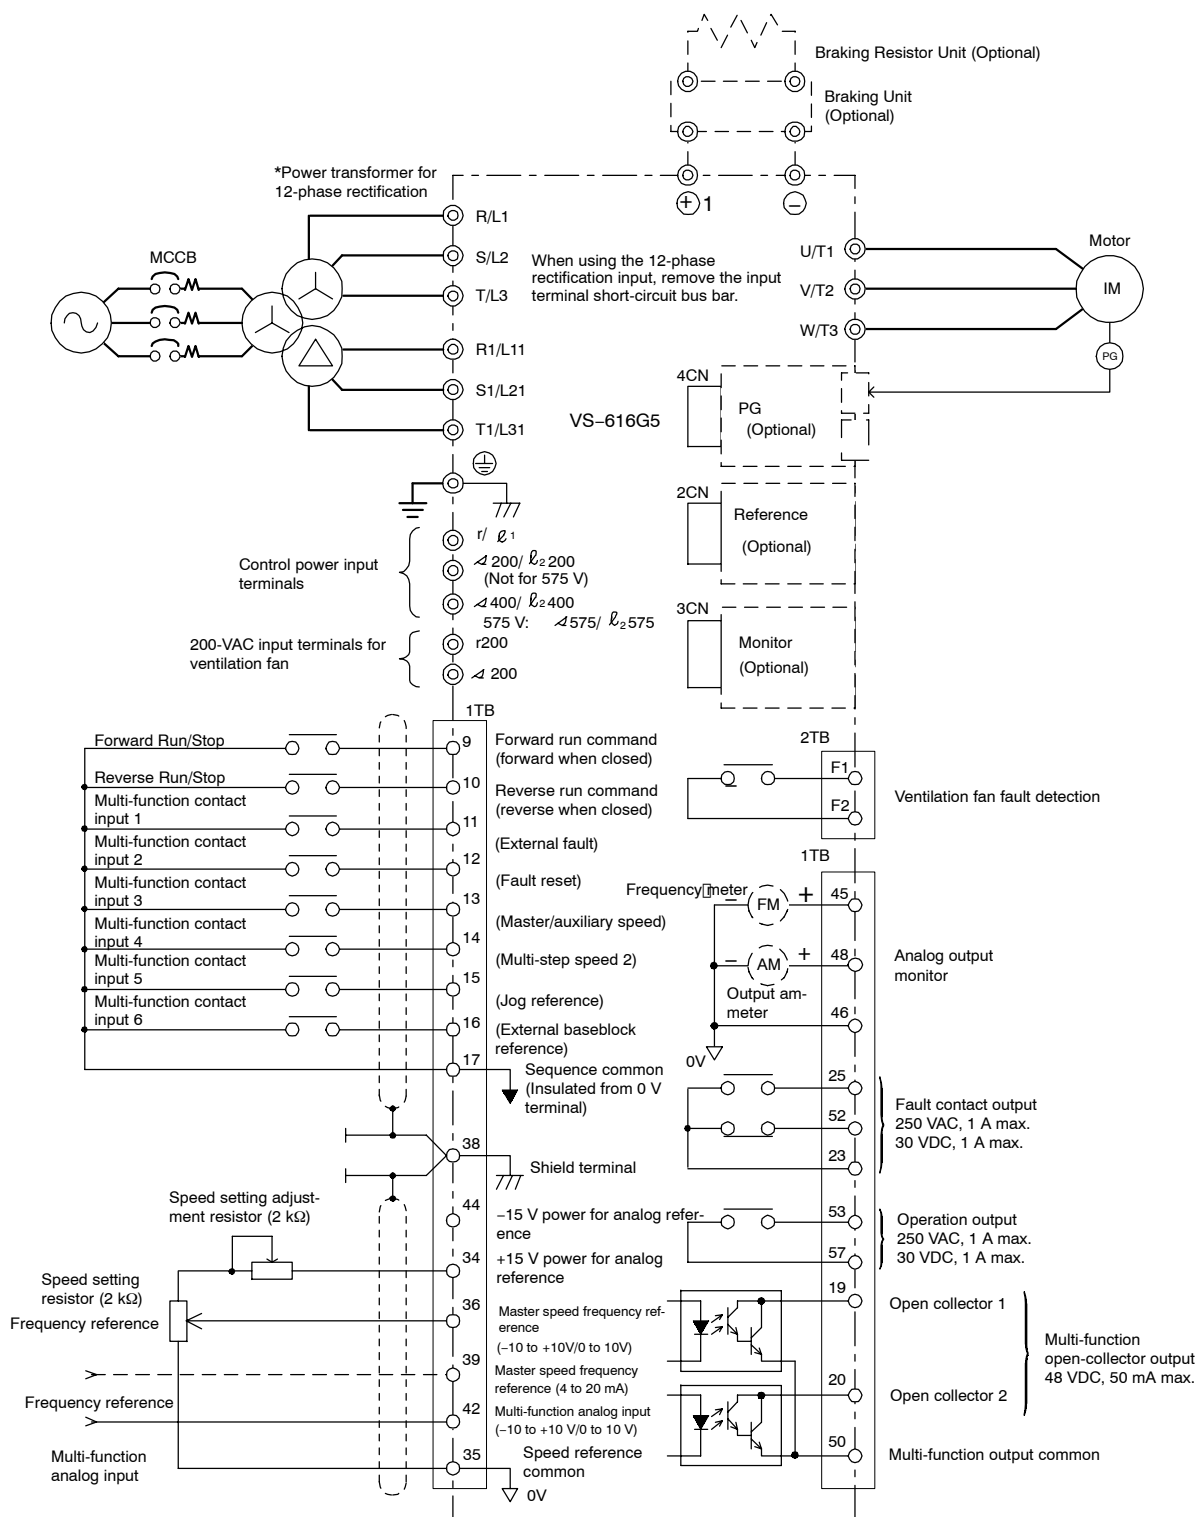 Braking Resistor Unit (Optional)
Braking Unit
(Optional)
*Power transformer for
12-phase rectification
+ 1
−
R/L1
S/L2
T/L3
R1/L11
S1/L21
T1/L31
When using the 12-phase
rectification input, remove the input
terminal short-circuit bus bar.
MCCB
U/T1
V/T2
W/T3
Motor
IM
PG
VS−616G5
4CN
PG
(Optional)
2CN
Reference
(Optional)
3CN
Monitor
(Optional)
Control power input
terminals
r/ ℓ 1
⊿ 200/ ℓ2 200
(Not for 575 V)
⊿ 400/ ℓ2 400
575 V: ⊿ 575/ ℓ2 575
200-VAC input terminals for
ventilation fan
r200
⊿ 200
1TB
Forward Run/Stop
9
Forward run command
(forward when closed)
Reverse Run/Stop
10
Reverse run command
(reverse when closed)
Multi-function contact
input 1
11
(External fault)
Multi-function contact
input 2
12
(Fault reset)
Multi-function contact
input 3
13
(Master/auxiliary speed)
Multi-function contact
input 4
14
(Multi-step speed 2)
Multi-function contact
input 5
15
(Jog reference)
Multi-function contact
input 6
16
(External baseblock
reference)
17
Sequence common
(Insulated from 0 V
terminal)
38
Shield terminal
Speed setting adjust-
ment resistor (2 kΩ)
44
−15 V power for analog refer-
ence
34
+15 V power for analog
reference
Speed setting
resistor (2 kΩ)
Frequency reference
36
Master speed frequency ref-
erence
(−10 to +10V/0 to 10V)
39
Master speed frequency
reference (4 to 20 mA)
Frequency reference
42
Multi-function analog input
(−10 to +10 V/0 to 10 V)
Multi-function
analog input
35
Speed reference
common
0V
2TB
F1
F2
Ventilation fan fault detection
1TB
Frequency meter
− FM +
45
− AM +
48
Output am-
meter
46
0V
Analog output
monitor
25
52
23
Fault contact output
250 VAC, 1 A max.
30 VDC, 1 A max.
53
57
Operation output
250 VAC, 1 A max.
30 VDC, 1 A max.
19
Open collector 1
20
Open collector 2
Multi-function
open-collector output
48 VDC, 50 mA max.
50
Multi-function output common